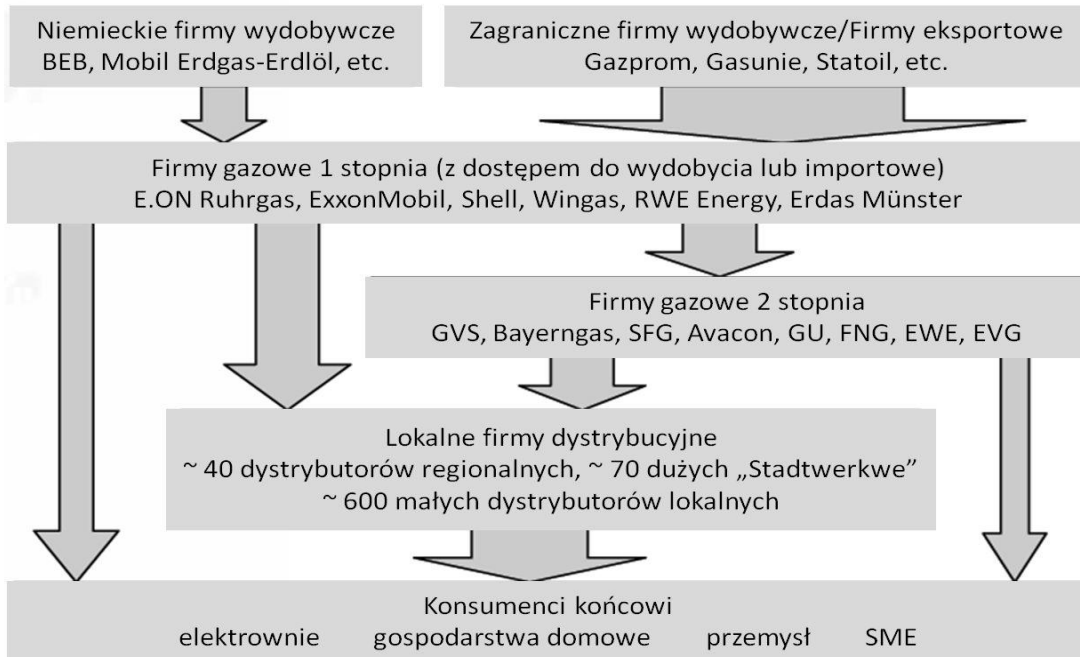 Niemieckie firmy wydobywcze
BEB, Mobil Erdgas-Erdlöl, etc.
Zagraniczne firmy wydobywcze/Firmy eksportowe
Gazprom, Gasunie, Statoil, etc.
Firmy gazowe 1 stopnia (z dostępem do wydobycia lub importowe)
E.ON Ruhrgas, ExxonMobil, Shell, Wingas, RWE Energy, Erdas Münster
Firmy gazowe 2 stopnia
GVS, Bayerngas, SFG, Avacon, GU, FNG, EWE, EVG
Lokalne firmy dystrybucyjne
~ 40 dystrybutorów regionalnych, ~ 70 dużych „Stadtwerkwe”
~ 600 małych dystrybutorów lokalnych
Konsumenci końcowi
elektrownie gospodarstwa domowe przemysł SME